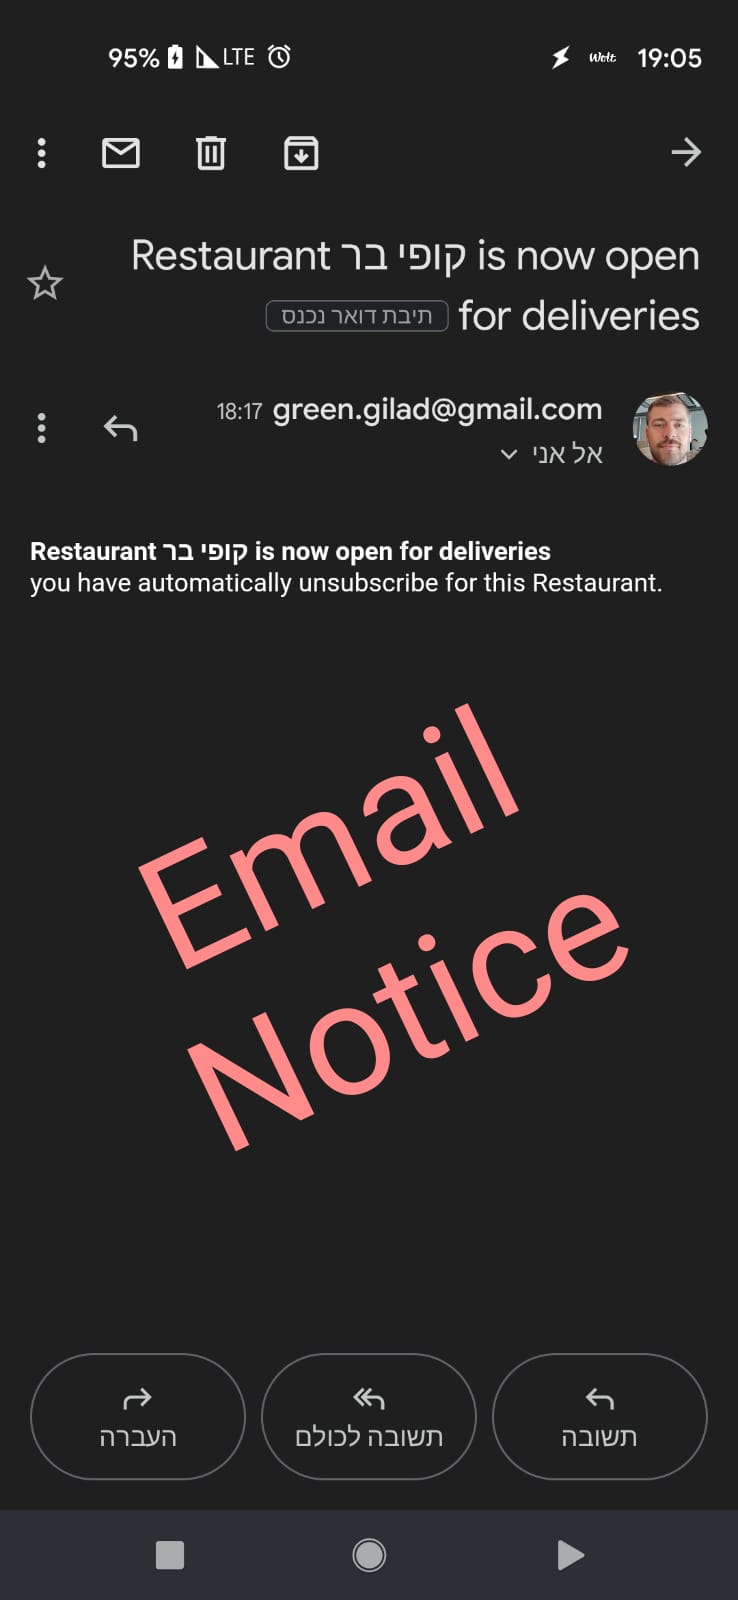 95% LTE Wolt 19:05
Restaurant קופי בר is now open
for deliveries תיבת דואר נכנס
green.gilad@gmail.com 18:17
אל אני
Restaurant קופי בר is now open for deliveries
you have automatically unsubscribe for this Restaurant.
Email
Notice
תשובה
תשובה לכולם
העברה